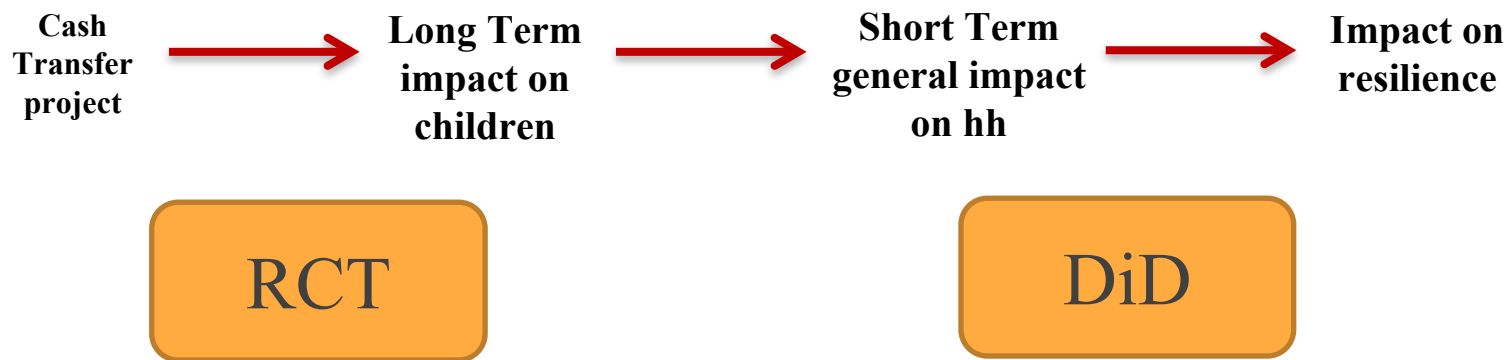 Cash
Transfer
project
Long Term
impact on
children
Short Term
general impact
on hh
Impact on
resilience
RCT
DiD